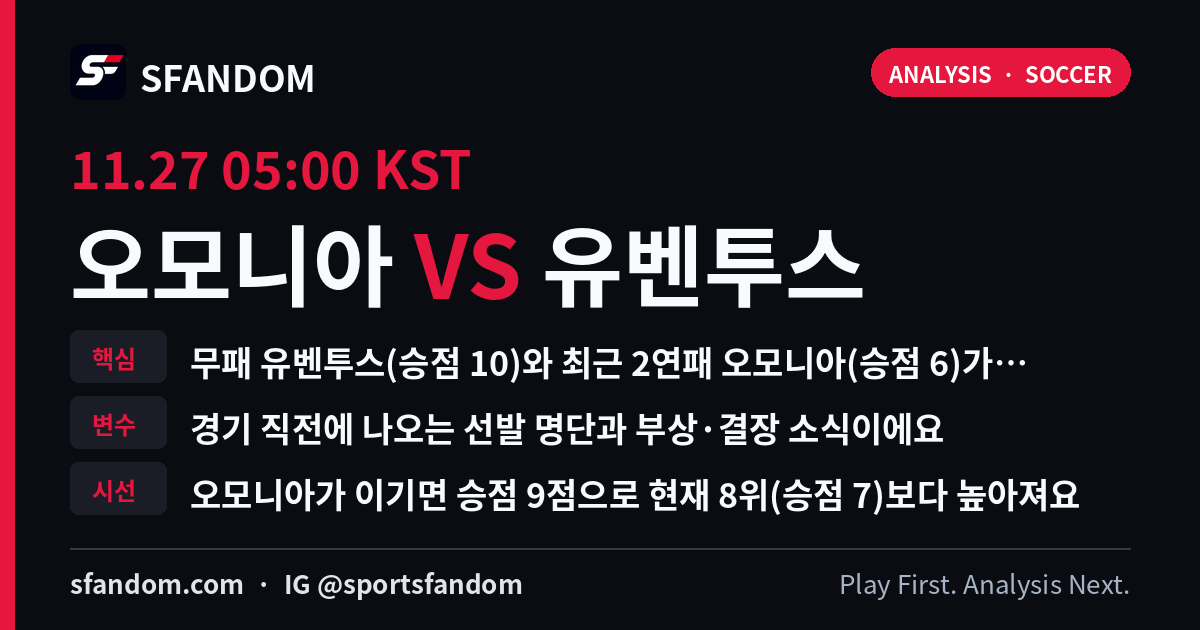 SF SFANDOM
ANALYSIS · SOCCER
11.27 05:00 KST
오모니아 VS 유벤투스
핵심 무패 유벤투스(승점 10)와 최근 2연패 오모니아(승점 6)가…
변수 경기 직전에 나오는 선발 명단과 부상·결장 소식이에요
시선 오모니아가 이기면 승점 9점으로 현재 8위(승점 7)보다 높아져요
sfandom.com · IG @sportsfandom
Play First. Analysis Next.